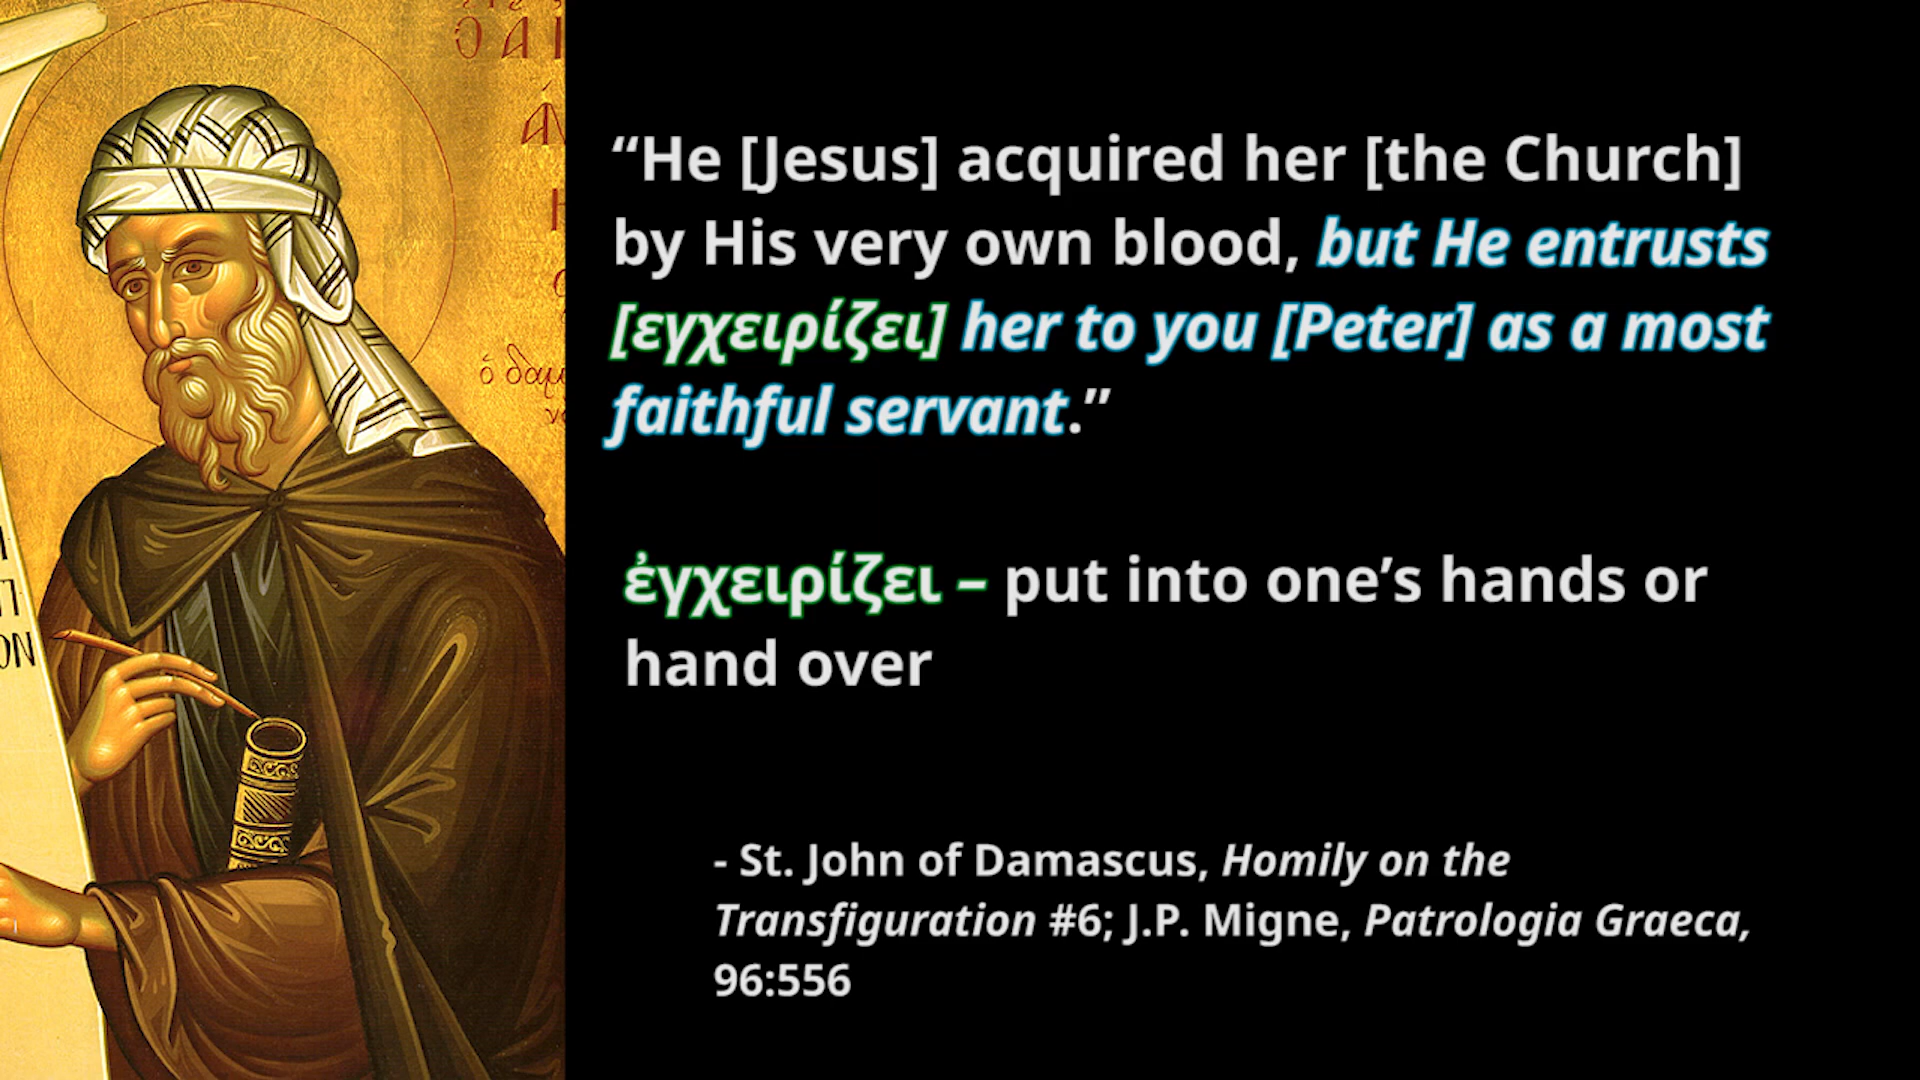 “He [Jesus] acquired her [the Church]
by His very own blood, but He entrusts
[εγχειρίζει] her to you [Peter] as a most
faithful servant.”
ἐγχειρίζει – put into one’s hands or
hand over
- St. John of Damascus, Homily on the
Transfiguration #6; J.P. Migne, Patrologia Graeca,
96:556